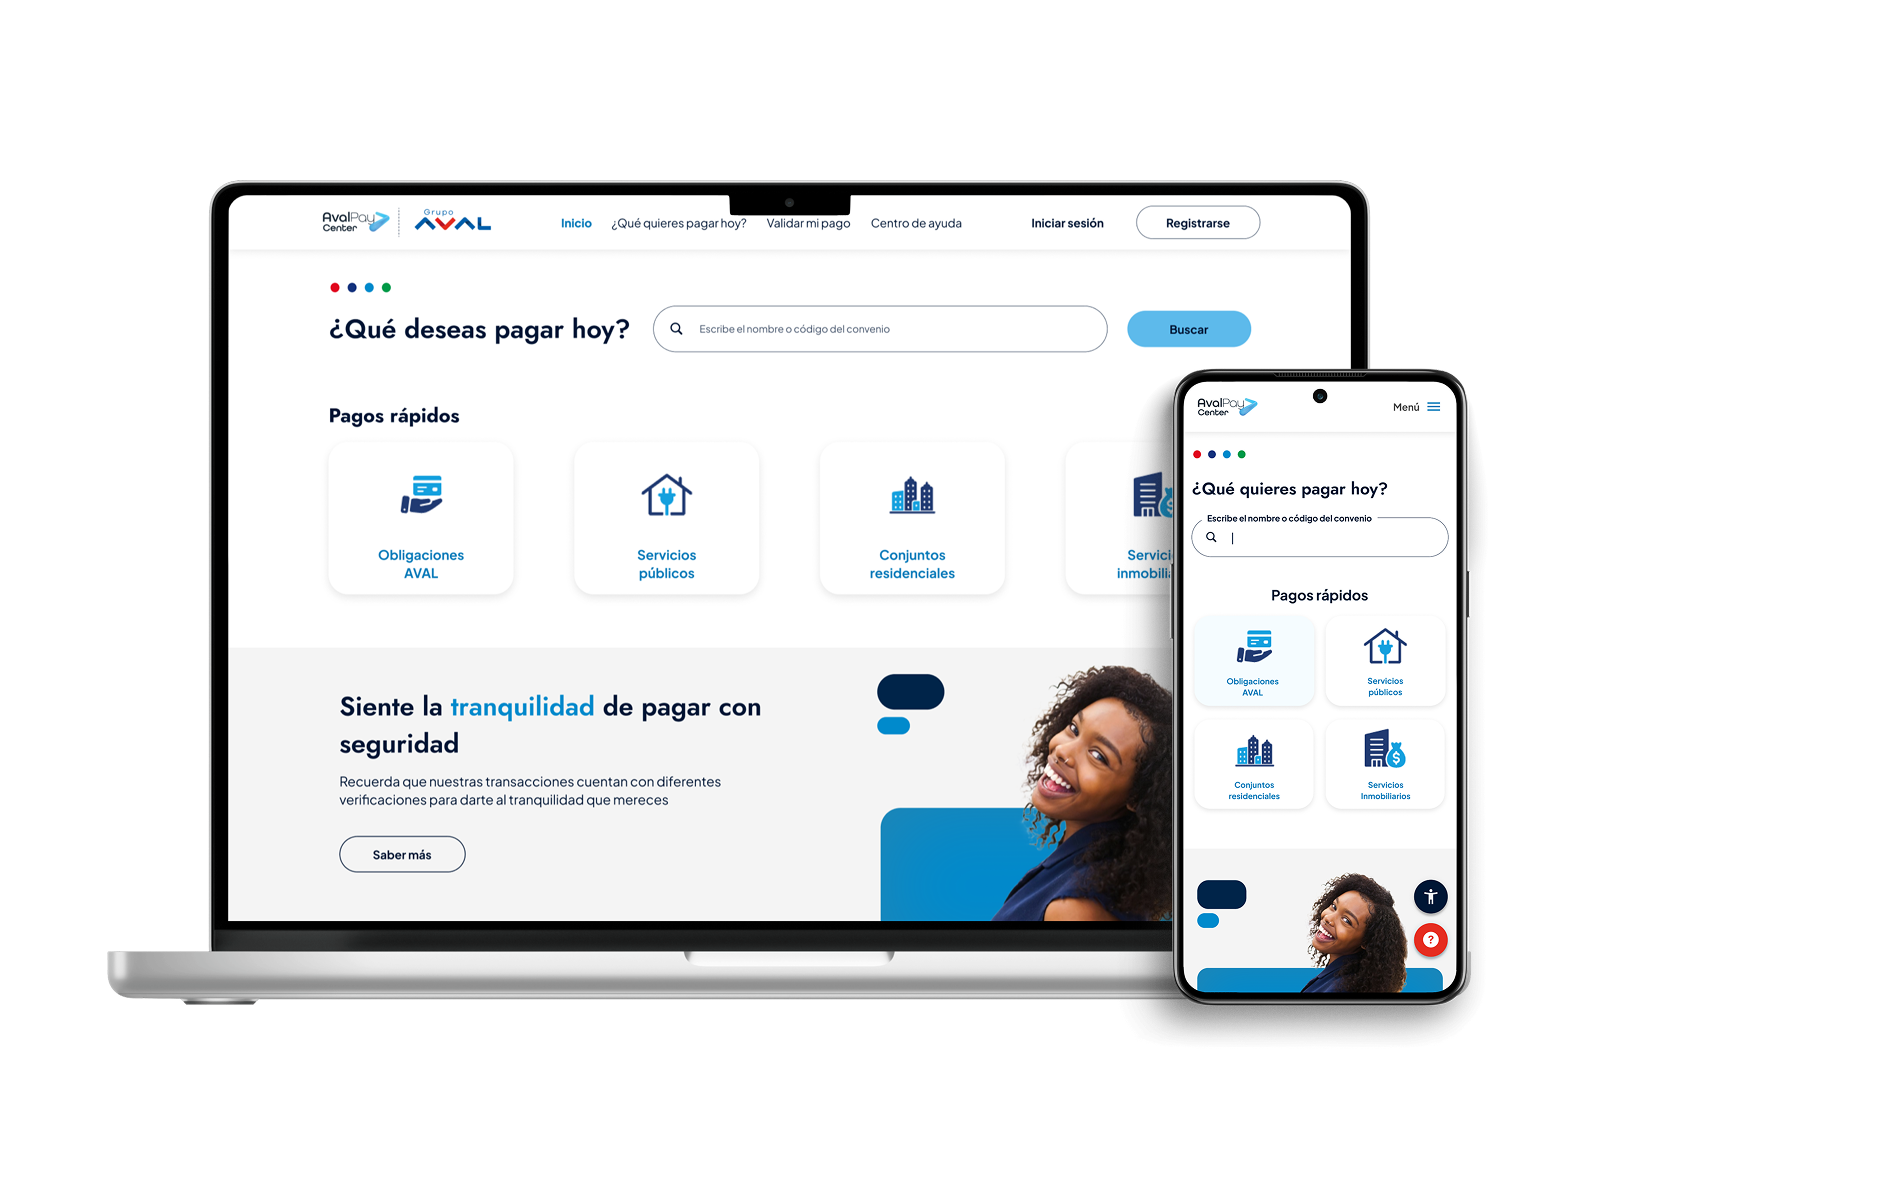 AvalPay
Center
Grupo
AVAL
Inicio
¿Qué quieres pagar hoy?
Validar mi pago
Centro de ayuda
Iniciar sesión
Registrarse
¿Qué deseas pagar hoy?
Escribe el nombre o código del convenio
Buscar
Pagos rápidos
Obligaciones
AVAL
Servicios
públicos
Conjuntos
residenciales
Siente la tranquilidad de pagar con
seguridad
Recuerda que nuestras transacciones cuentan con diferentes
verificaciones para darte al tranquilidad que mereces
Saber más
AvalPay
Center
Menú
¿Qué quieres pagar hoy?
Escribe el nombre o código del convenio
Pagos rápidos
Obligaciones
AVAL
Servicios
públicos
Conjuntos
residenciales
$
Servicios
Inmobiliarios
?